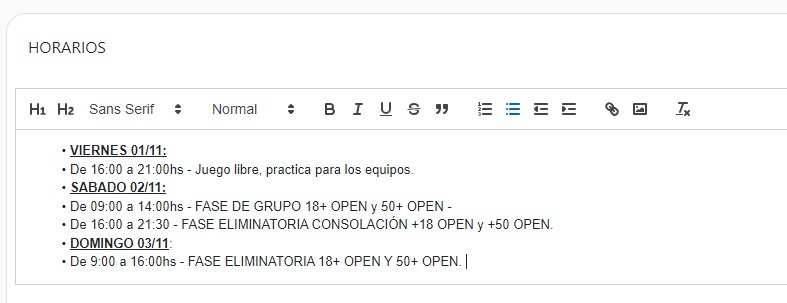 HORARIOS
H1 H2 Sans Serif Normal B I U S
• VIERNES 01/11:
• De 16:00 a 21:00hs - Juego libre, practica para los equipos.
• SABADO 02/11:
• De 09:00 a 14:00hs - FASE DE GRUPO 18+ OPEN y 50+ OPEN -
• De 16:00 a 21:30 - FASE ELIMINATORIA CONSOLACIÓN +18 OPEN y +50 OPEN.
• DOMINGO 03/11:
• De 9:00 a 16:00hs - FASE ELIMINATORIA 18+ OPEN Y 50+ OPEN.